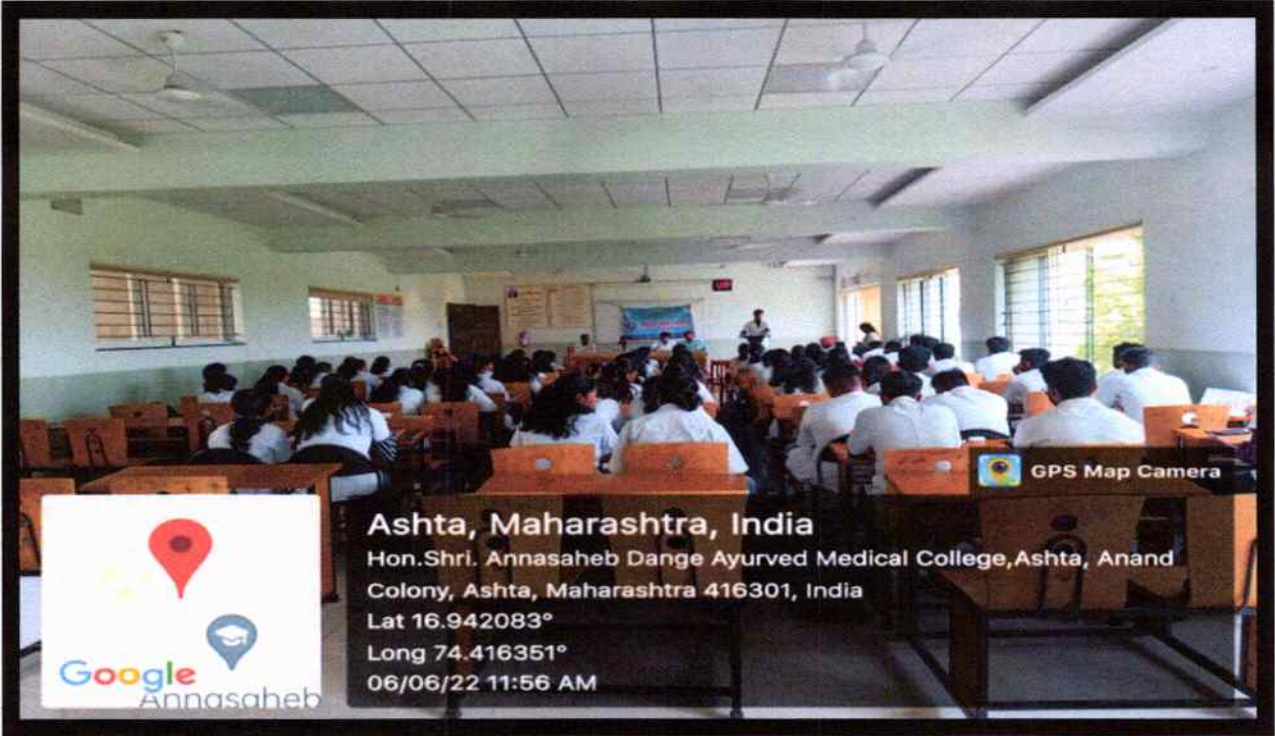 GPS Map Camera
Ashta, Maharashtra, India
Hon.Shri. Annasaheb Dange Ayurved Medical College,Ashta, Anand
Colony, Ashta, Maharashtra 416301, India
Lat 16.942083°
Long 74.416351°
06/06/22 11:56 AM
Google
Annasaheb